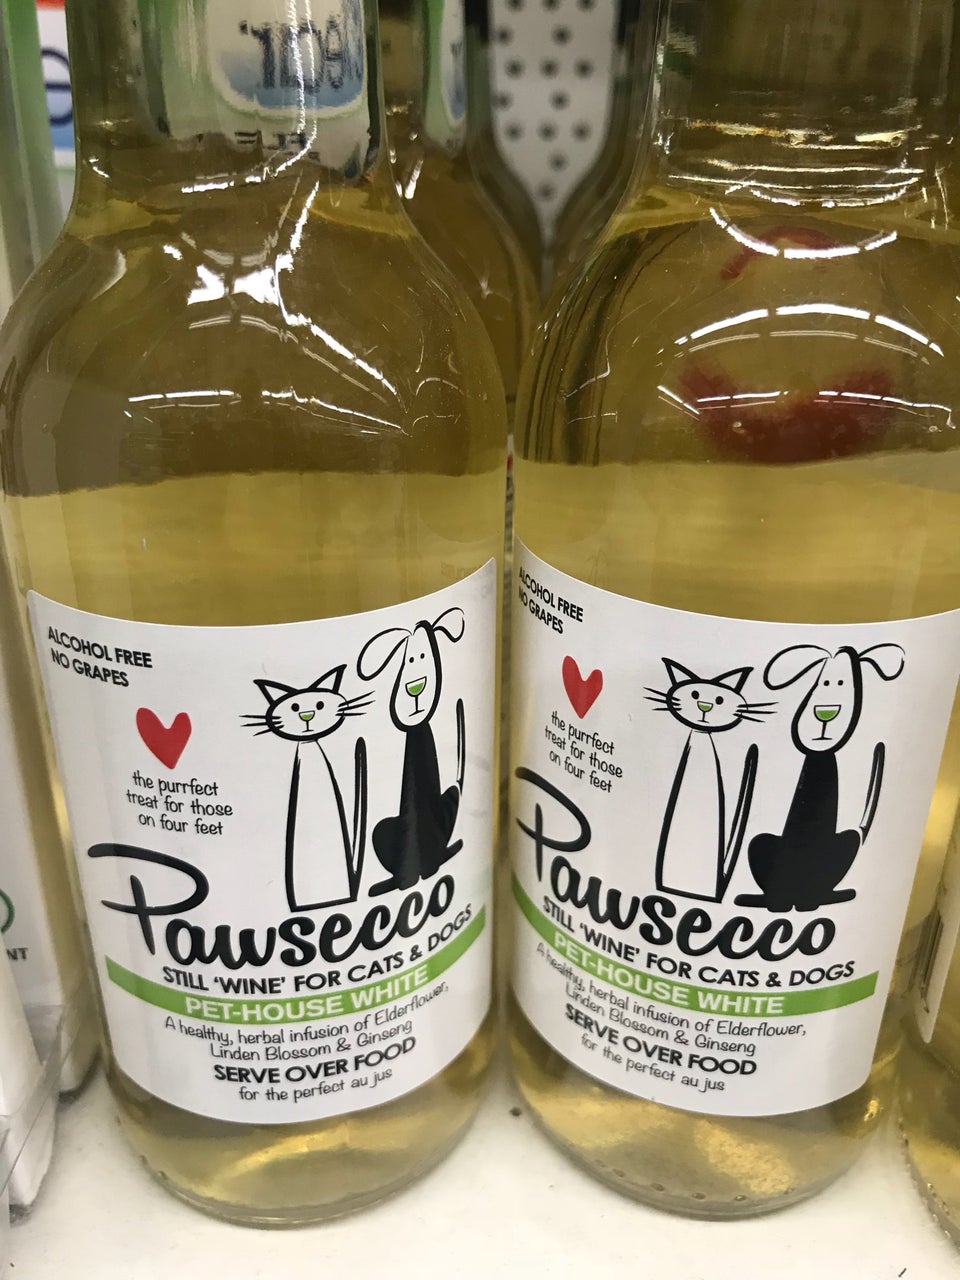 ALCOHOL FREE
NO GRAPES
the purrfect
treat for those
on four feet
Pawsecco
STILL 'WINE' FOR CATS & DOGS
PET-HOUSE WHITE
A healthy, herbal infusion of Elderflower,
Linden Blossom & Ginseng
SERVE OVER FOOD
for the perfect au jus
ALCOHOL FREE
NO GRAPES
the purrfect
treat for those
on four feet
Pawsecco
STILL 'WINE' FOR CATS & DOGS
PET-HOUSE WHITE
A healthy, herbal infusion of Elderflower,
Linden Blossom & Ginseng
SERVE OVER FOOD
for the perfect au jus
NT